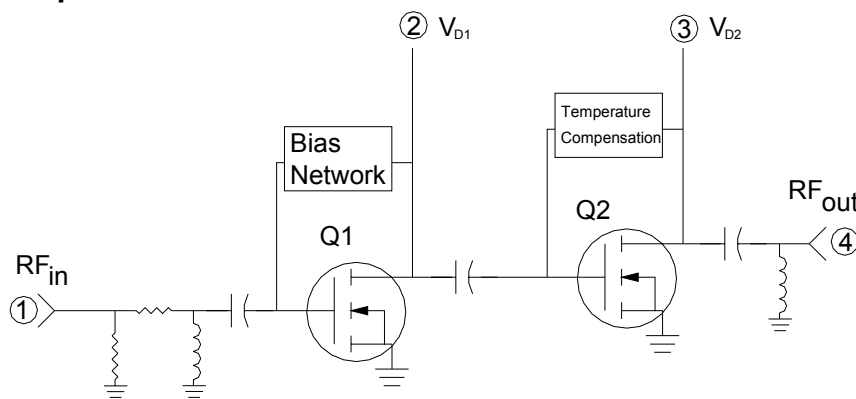 ② V_D1
③ V_D2
Bias
Network
Temperature
Compensation
Q1
Q2
RF_in
①
RF_out
④